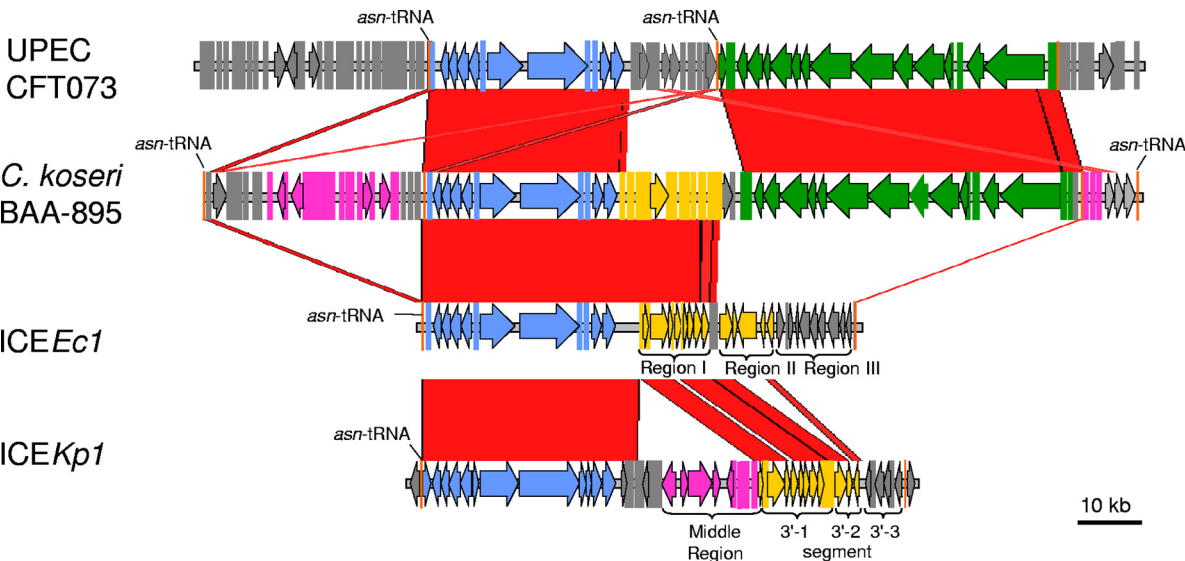 asn-tRNA
asn-tRNA
UPEC
CFT073
asn-tRNA
asn-tRNA
C. koseri
BAA-895
asn-tRNA
ICEEc1
Region I
Region II
Region III
asn-tRNA
ICEKp1
10 kb
Middle
Region
3'-1
3'-2
3'-3
segment